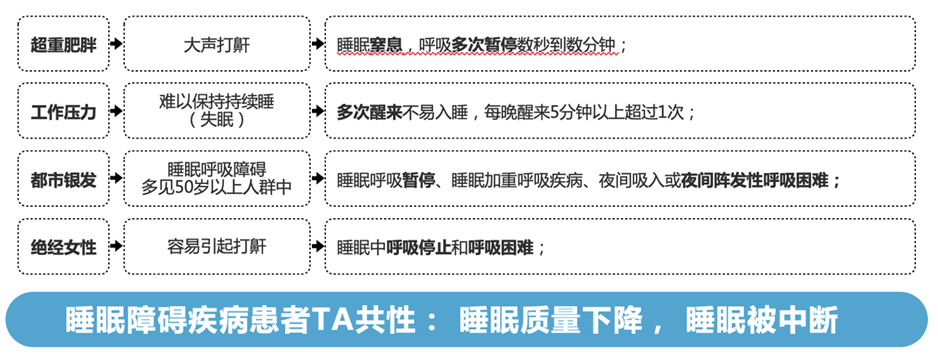 超重肥胖
大声打鼾
睡眠窒息，呼吸多次暂停数秒到数分钟；
工作压力
难以保持持续睡
（失眠）
多次醒来不易入睡，每晚醒来5分钟以上超过1次；
都市银发
睡眠呼吸障碍
多见50岁以上人群中
睡眠呼吸暂停、睡眠加重呼吸疾病、夜间吸入或夜间阵发性呼吸困难；
绝经女性
容易引起打鼾
睡眠中呼吸停止和呼吸困难；
睡眠障碍疾病患者TA共性： 睡眠质量下降， 睡眠被中断